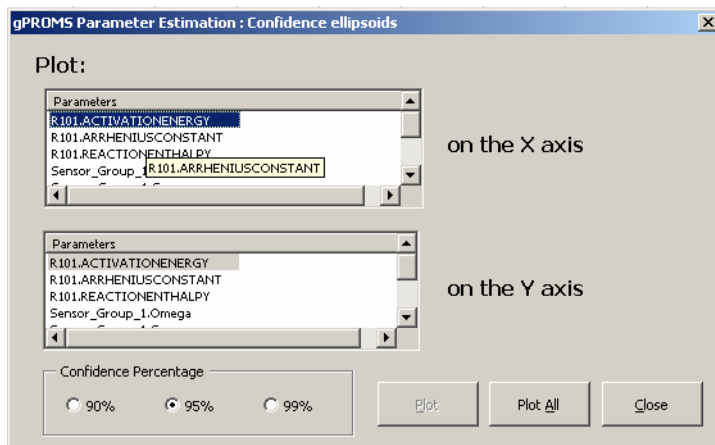 gPROMS Parameter Estimation : Confidence ellipsoids
Plot:
Parameters
R101.ACTIVATIONENERGY
R101.ARRHENIUSCONSTANT
R101.REACTIONENTHALPY
Sensor_Group_1
R101.ARRHENIUSCONSTANT
on the X axis
Parameters
R101.ACTIVATIONENERGY
R101.ARRHENIUSCONSTANT
R101.REACTIONENTHALPY
Sensor_Group_1.Omega
on the Y axis
Confidence Percentage
90% 95% 99%
Plot Plot All Close